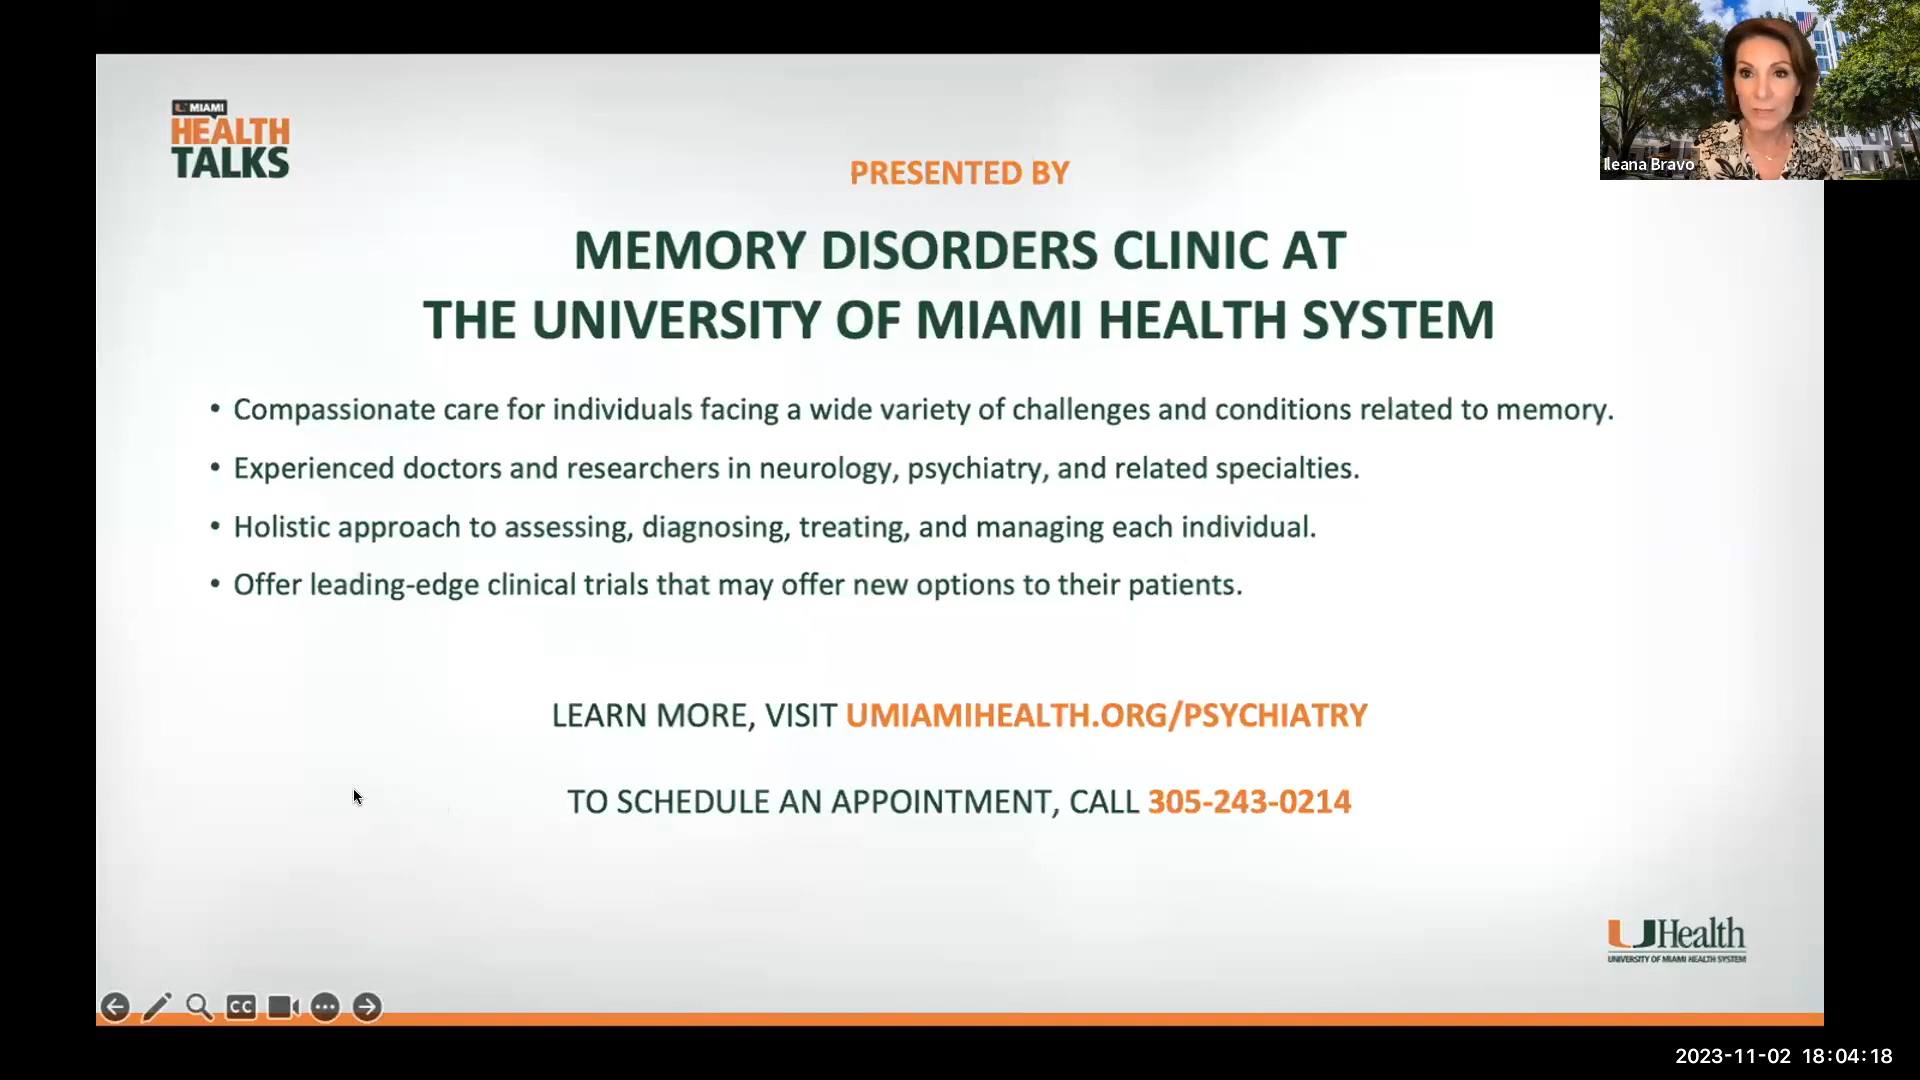 U MIAMI
HEALTH
TALKS
Ileana Bravo
PRESENTED BY
MEMORY DISORDERS CLINIC AT
THE UNIVERSITY OF MIAMI HEALTH SYSTEM
• Compassionate care for individuals facing a wide variety of challenges and conditions related to memory.
• Experienced doctors and researchers in neurology, psychiatry, and related specialties.
• Holistic approach to assessing, diagnosing, treating, and managing each individual.
• Offer leading-edge clinical trials that may offer new options to their patients.
LEARN MORE, VISIT UMIAMIHEALTH.ORG/PSYCHIATRY
TO SCHEDULE AN APPOINTMENT, CALL 305-243-0214
UHealth
UNIVERSITY OF MIAMI HEALTH SYSTEM
CC
2023-11-02 18:04:18